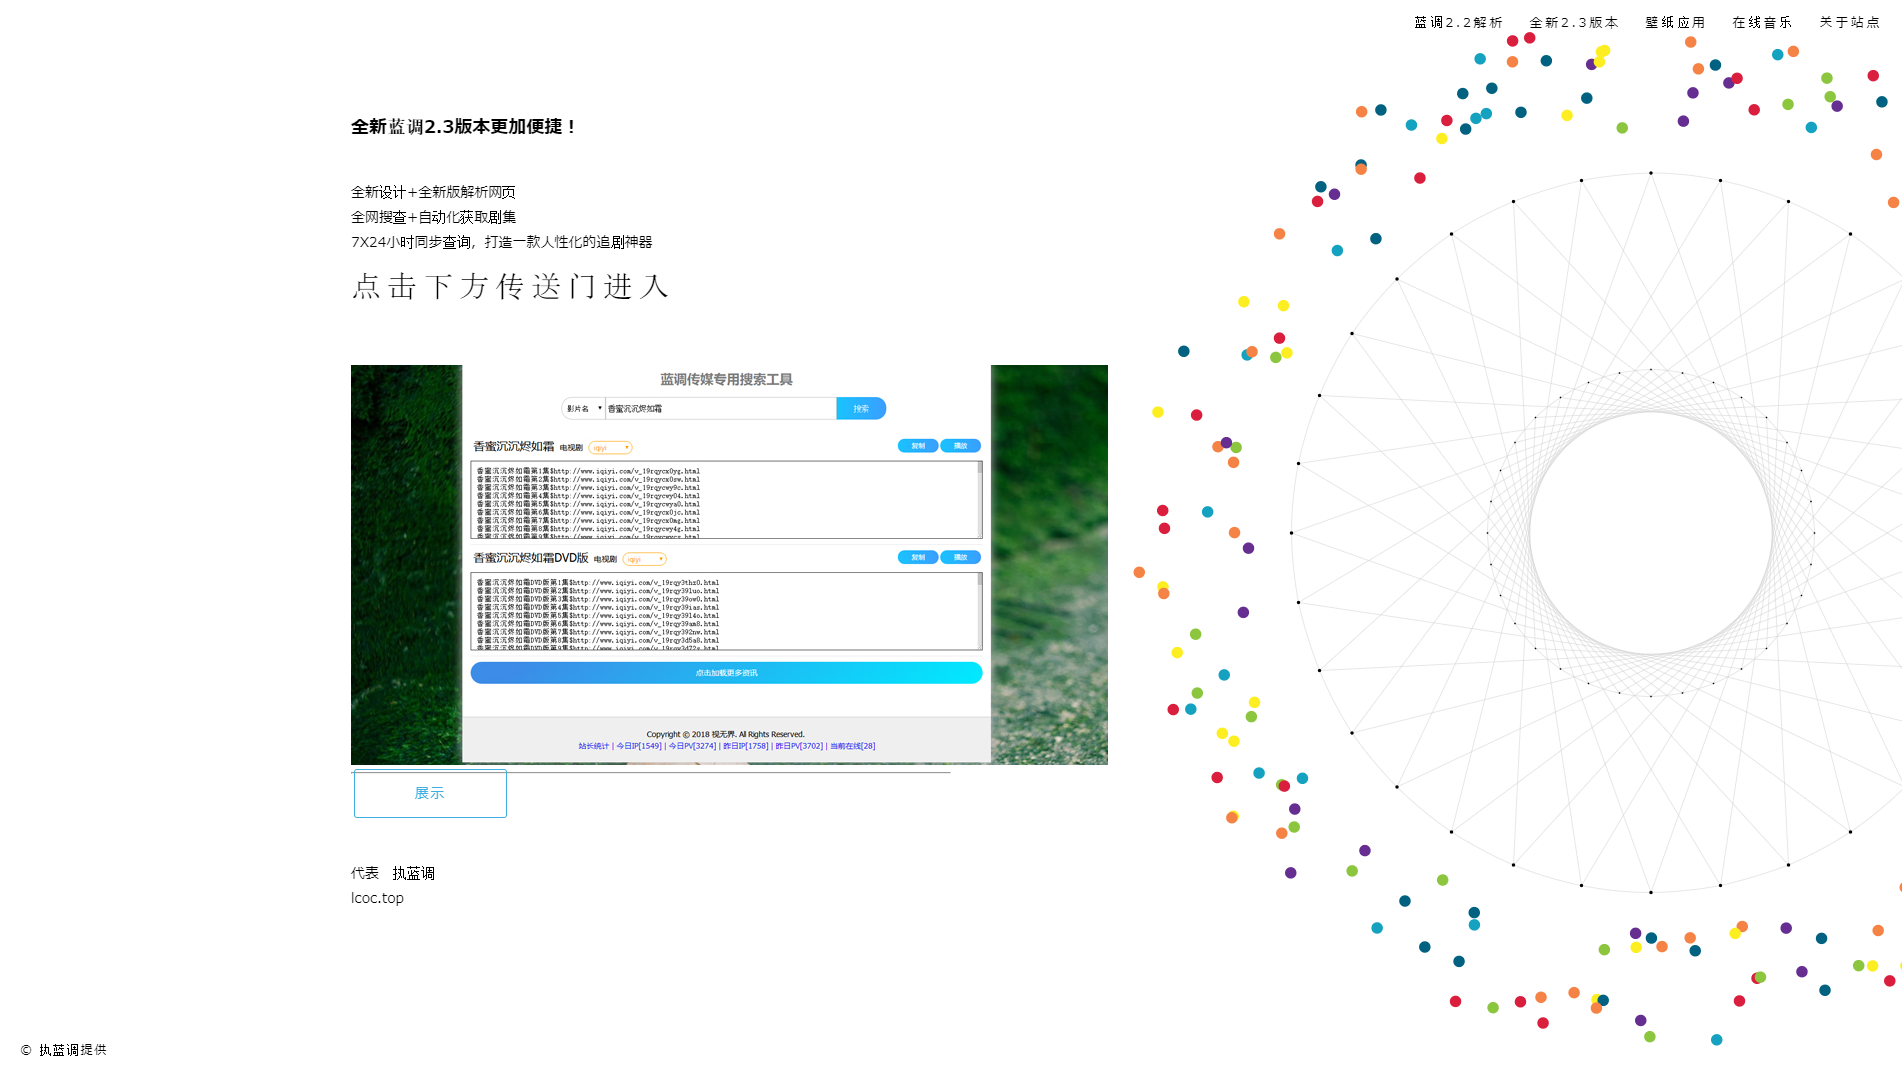 蓝调2.2解析 全新2.3版本 壁纸应用 在线音乐 关于站点
全新蓝调2.3版本更加便捷！
全新设计+全新版解析网页
全网搜查+自动化获取剧集
7X24小时同步查询，打造一款人性化的追剧神器
点击下方传送门进入
蓝调传媒专用搜索工具
影片名 香蜜沉沉烬如霜 搜索
香蜜沉沉烬如霜 电视剧 iqiyi 复制 播放
香蜜沉沉烬如霜第1集$http://www.iqiyi.com/v_19rqycx0yg.html
香蜜沉沉烬如霜第2集$http://www.iqiyi.com/v_19rqycx0sw.html
香蜜沉沉烬如霜第3集$http://www.iqiyi.com/v_19rqycwy9c.html
香蜜沉沉烬如霜第4集$http://www.iqiyi.com/v_19rqycwy04.html
香蜜沉沉烬如霜第5集$http://www.iqiyi.com/v_19rqycwya0.html
香蜜沉沉烬如霜第6集$http://www.iqiyi.com/v_19rqycx0jc.html
香蜜沉沉烬如霜第7集$http://www.iqiyi.com/v_19rqycx0mg.html
香蜜沉沉烬如霜第8集$http://www.iqiyi.com/v_19rqycwy4g.html
香蜜沉沉烬如霜DVD版 电视剧 iqiyi 复制 播放
香蜜沉沉烬如霜DVD版第1集$http://www.iqiyi.com/v_19rqy3thz0.html
香蜜沉沉烬如霜DVD版第2集$http://www.iqiyi.com/v_19rqy39luo.html
香蜜沉沉烬如霜DVD版第3集$http://www.iqiyi.com/v_19rqy39ow0.html
香蜜沉沉烬如霜DVD版第4集$http://www.iqiyi.com/v_19rqy39ias.html
香蜜沉沉烬如霜DVD版第5集$http://www.iqiyi.com/v_19rqy39l4o.html
香蜜沉沉烬如霜DVD版第6集$http://www.iqiyi.com/v_19rqy39am8.html
香蜜沉沉烬如霜DVD版第7集$http://www.iqiyi.com/v_19rqy392nw.html
香蜜沉沉烬如霜DVD版第8集$http://www.iqiyi.com/v_19rqy3d5a8.html
点击加载更多资讯
Copyright © 2018 视无界. All Rights Reserved.
站长统计 | 今日IP[1549] | 今日PV[3274] | 昨日IP[1758] | 昨日PV[3702] | 当前在线[28]
展示
代表 执蓝调
lcoc.top
© 执蓝调提供